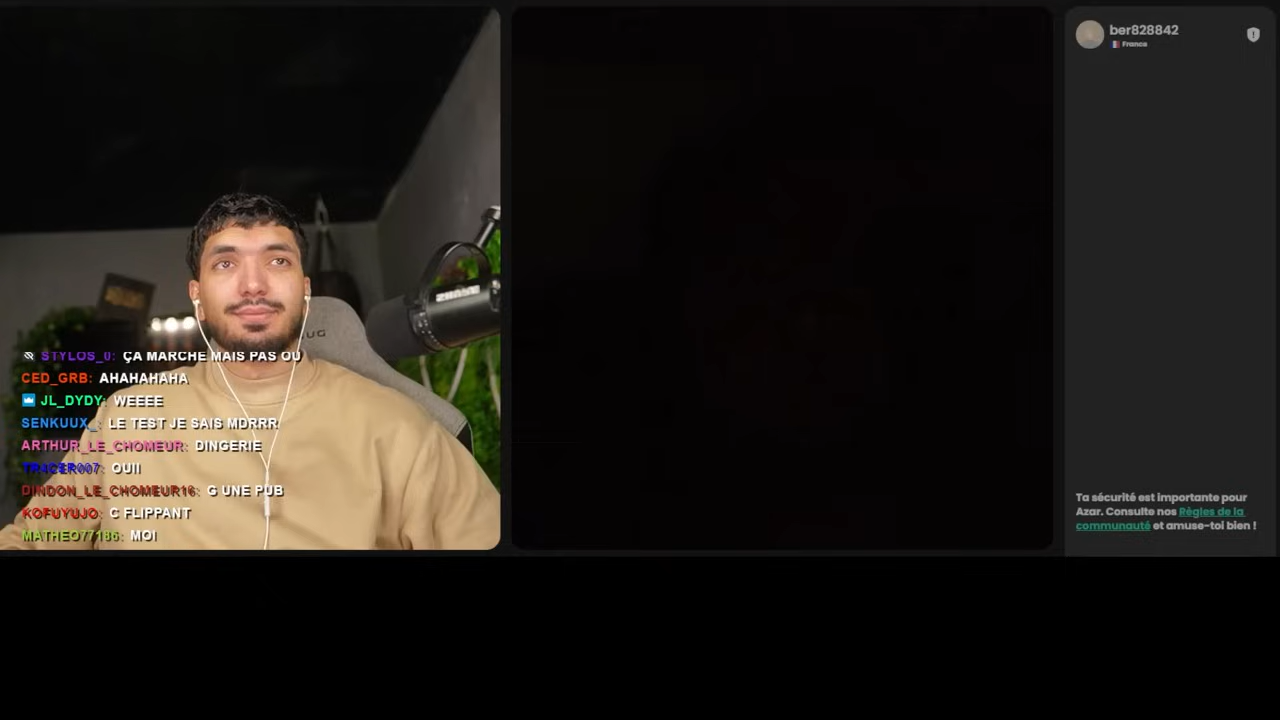 STYLOS_0: ÇA MARCHE MAIS PAS OU
CED_GRB: AHAHAHAHA
JL_DYDY: WEEEE
SENKUUX_: LE TEST JE SAIS MDRRR
ARTHUR_LE_CHOMEUR: DINGERIE
TR4C3R007: OUII
DINDON_LE_CHOMEUR16: G UNE PUB
KOFUYUJO: C FLIPPANT
MATHEO77186: MOI
UG
ber828842
France
Ta sécurité est importante pour
Azar. Consulte nos Règles de la
communauté et amuse-toi bien !